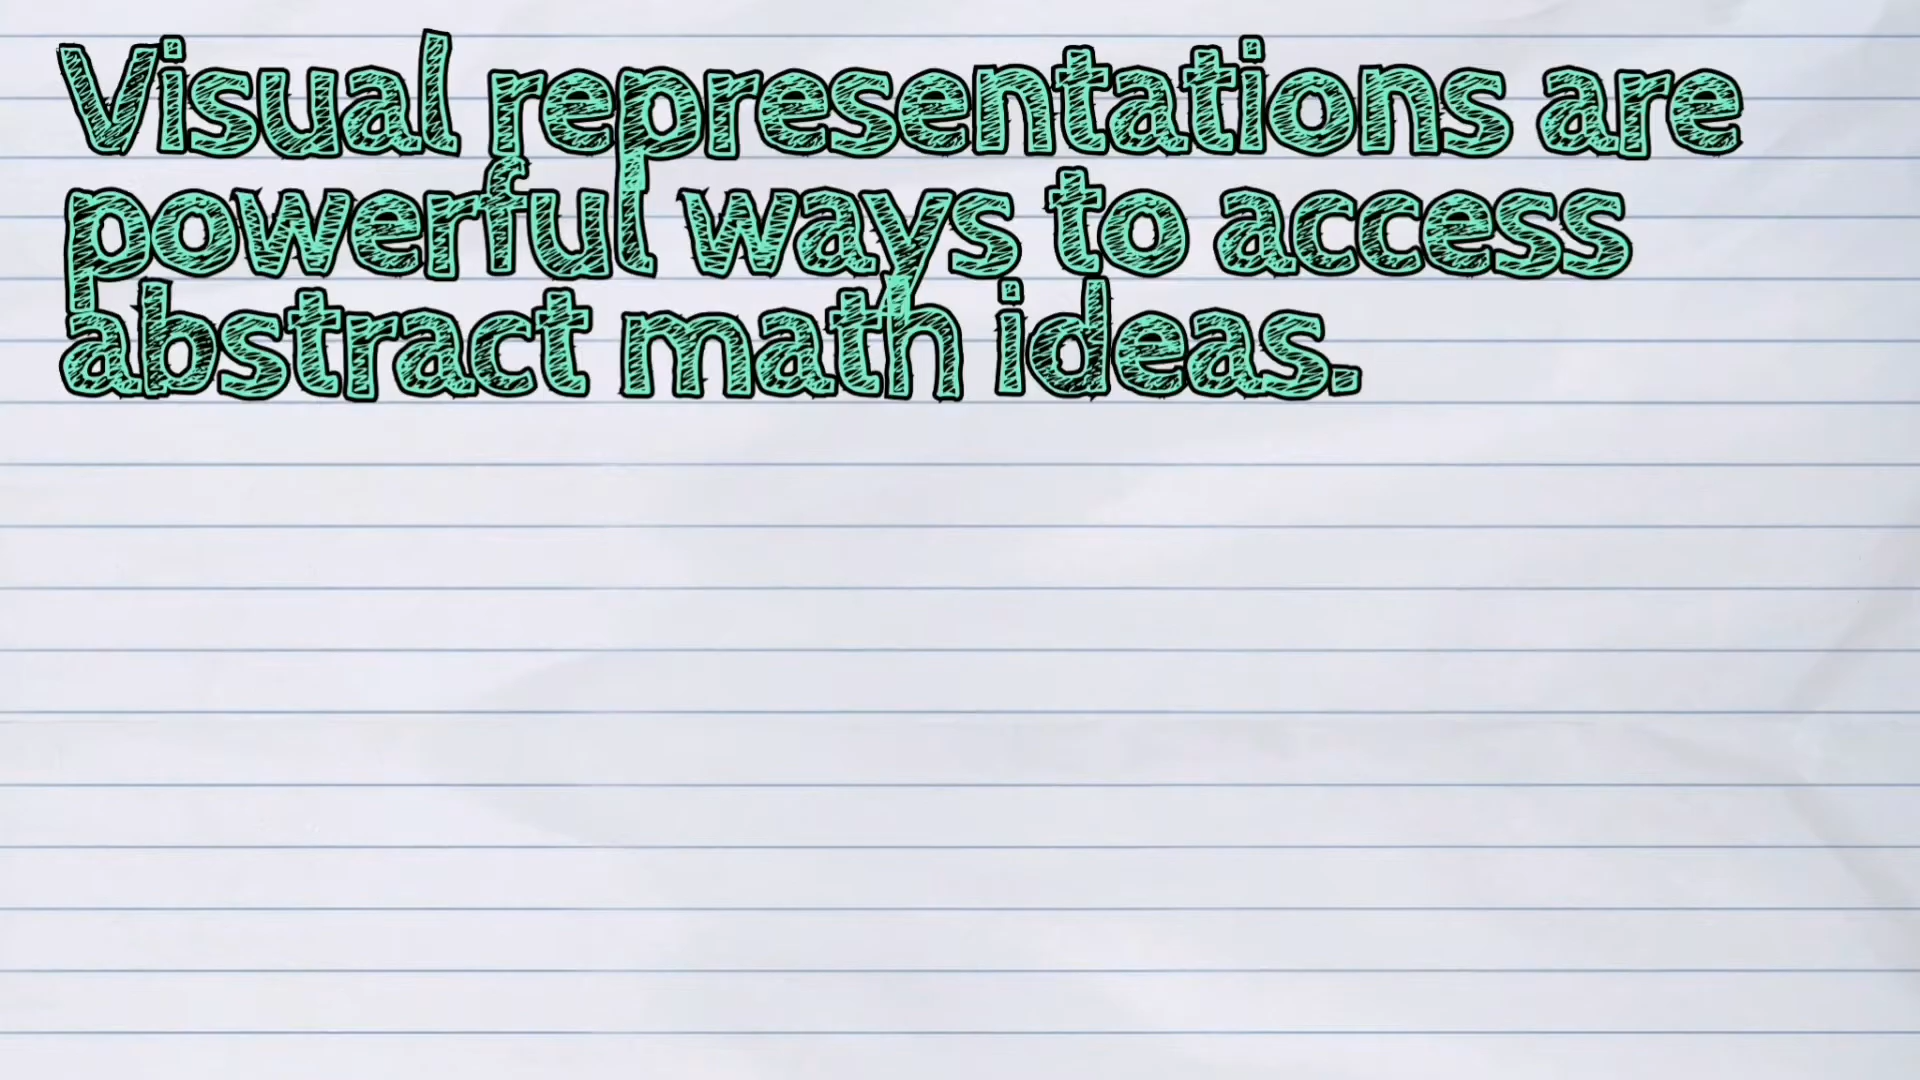 Visual representations are
powerful ways to access
abstract math ideas.